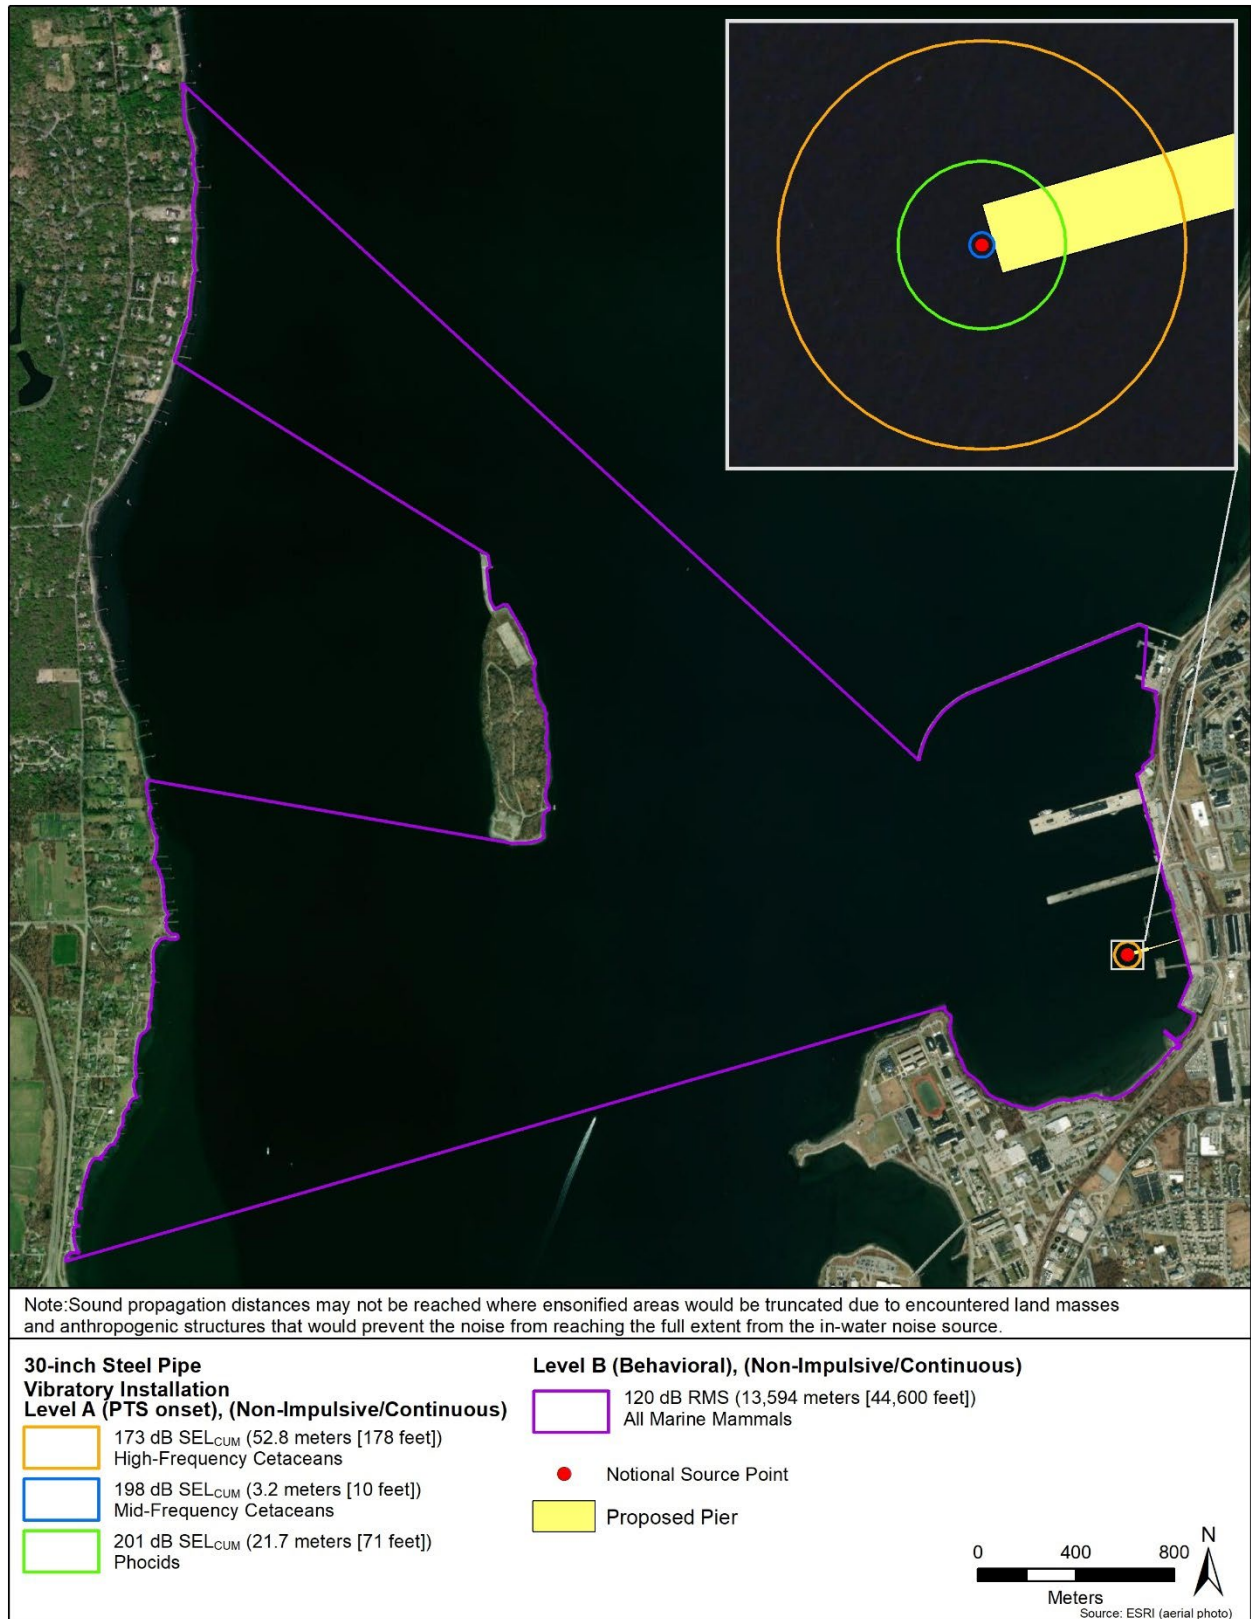 Note:Sound propagation distances may not be reached where ensonified areas would be truncated due to encountered land masses
and anthropogenic structures that would prevent the noise from reaching the full extent from the in-water noise source.
30-inch Steel Pipe
Vibratory Installation
Level A (PTS onset), (Non-Impulsive/Continuous)
173 dB SELCUM (52.8 meters [178 feet])
High-Frequency Cetaceans
198 dB SELCUM (3.2 meters [10 feet])
Mid-Frequency Cetaceans
201 dB SELCUM (21.7 meters [71 feet])
Phocids
Level B (Behavioral), (Non-Impulsive/Continuous)
120 dB RMS (13,594 meters [44,600 feet])
All Marine Mammals
Notional Source Point
Proposed Pier
N
0 400 800
Meters
Source: ESRI (aerial photo)